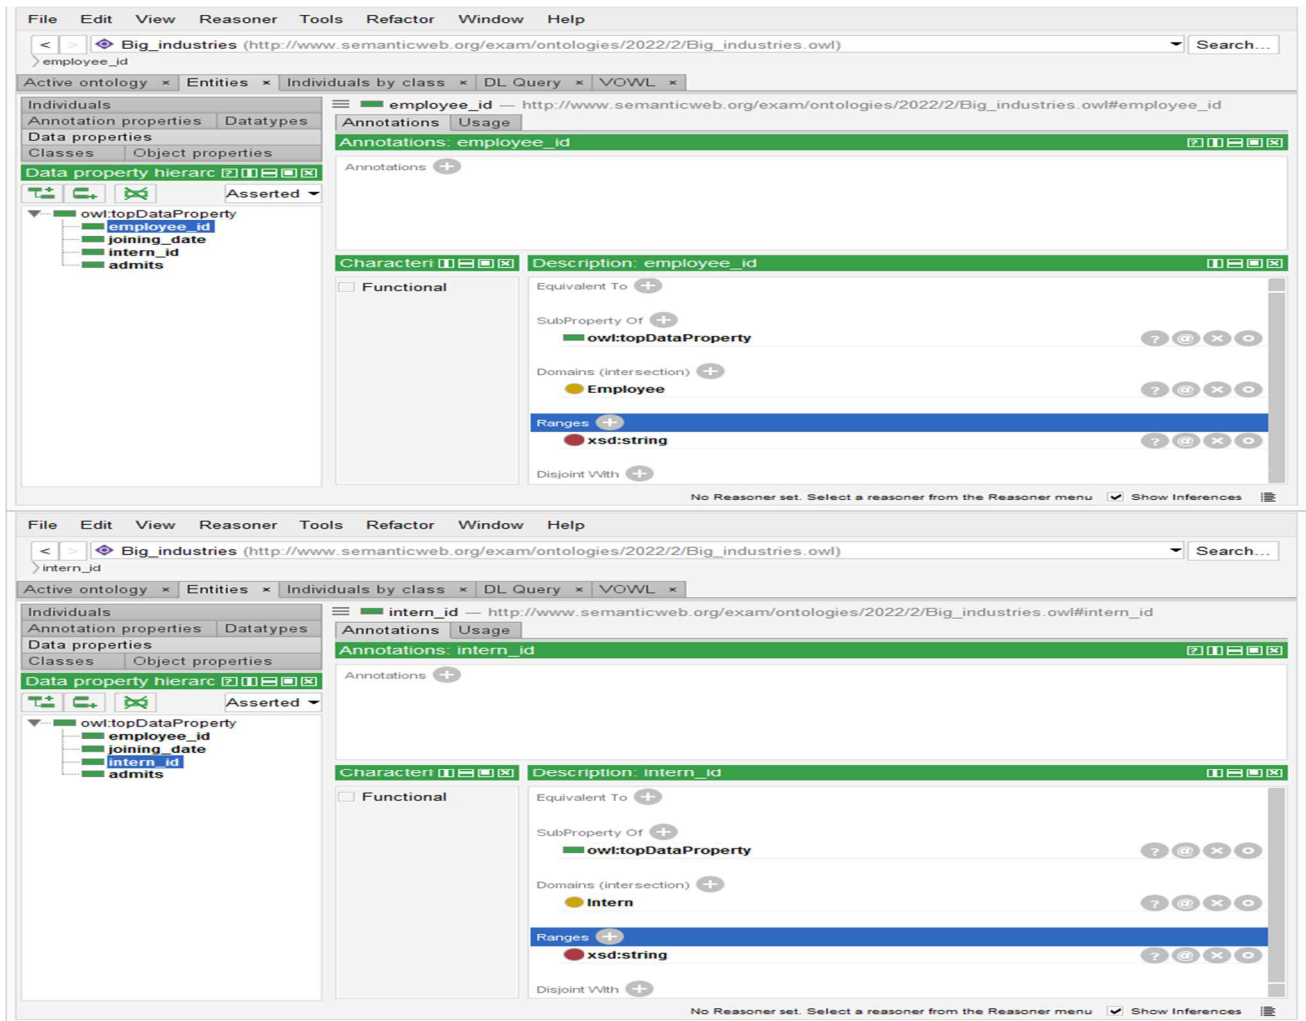 File Edit View Reasoner Tools Refactor Window Help
< > Big_industries (http://www.semanticweb.org/exam/ontologies/2022/2/Big_industries.owl) Search...
employee_id
Active ontology × Entities × Individuals by class × DL Query × VOWL ×
Individuals
employee_id — http://www.semanticweb.org/exam/ontologies/2022/2/Big_industries.owl#employee_id
Annotation properties Datatypes
Annotations Usage
Data properties
Annotations: employee_id
Classes Object properties
Annotations
Data property hierarc
Asserted
owl:topDataProperty
employee_id
joining_date
intern_id
admits
Characteri
Description: employee_id
Functional
Equivalent To
SubProperty Of
owl:topDataProperty
Domains (intersection)
Employee
Ranges
xsd:string
Disjoint With
No Reasoner set. Select a reasoner from the Reasoner menu Show Inferences
File Edit View Reasoner Tools Refactor Window Help
< > Big_industries (http://www.semanticweb.org/exam/ontologies/2022/2/Big_industries.owl) Search...
intern_id
Active ontology × Entities × Individuals by class × DL Query × VOWL ×
Individuals
intern_id — http://www.semanticweb.org/exam/ontologies/2022/2/Big_industries.owl#intern_id
Annotation properties Datatypes
Annotations Usage
Data properties
Annotations: intern_id
Classes Object properties
Annotations
Data property hierarc
Asserted
owl:topDataProperty
employee_id
joining_date
intern_id
admits
Characteri
Description: intern_id
Functional
Equivalent To
SubProperty Of
owl:topDataProperty
Domains (intersection)
Intern
Ranges
xsd:string
Disjoint With
No Reasoner set. Select a reasoner from the Reasoner menu Show Inferences